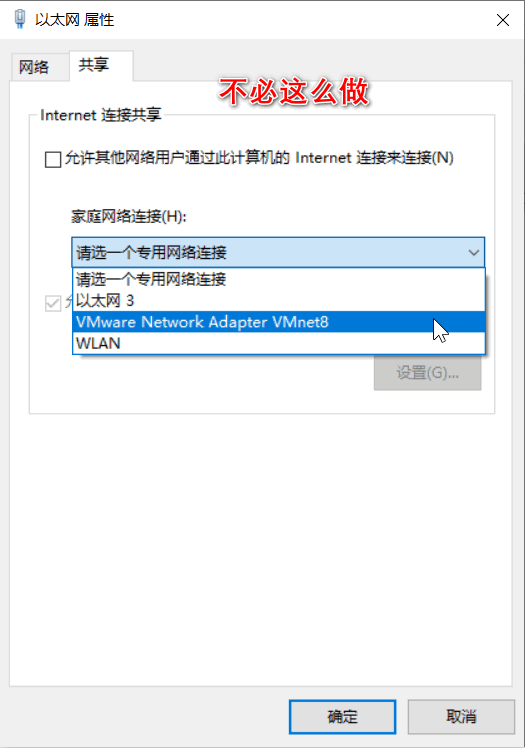 以太网 属性
网络
共享
不必这么做
Internet 连接共享
允许其他网络用户通过此计算机的 Internet 连接来连接(N)
家庭网络连接(H):
请选一个专用网络连接
请选一个专用网络连接
以太网 3
VMware Network Adapter VMnet8
WLAN
设置(G)...
确定
取消